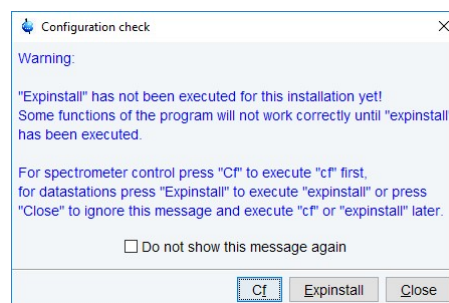 Configuration check
Warning:
"Expinstall" has not been executed for this installation yet!
Some functions of the program will not work correctly until "expinstall"
has been executed.
For spectrometer control press "Cf" to execute "cf" first,
for datastations press "Expinstall" to execute "expinstall" or press
"Close" to ignore this message and execute "cf" or "expinstall" later.
Do not show this message again
Cf Expinstall Close